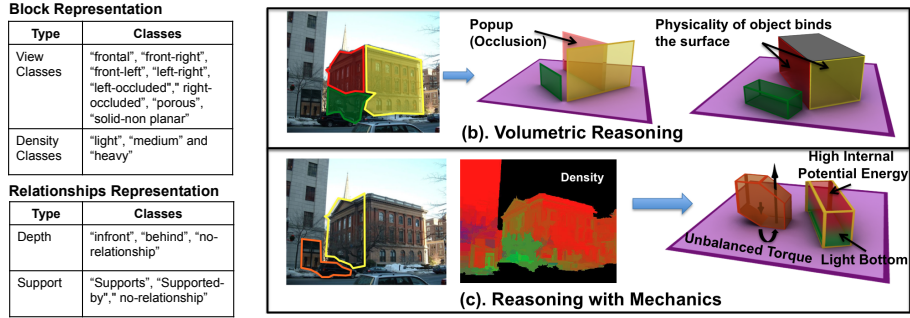 Block Representation
Type Classes
View Classes
“frontal”, “front-right”,
“front-left”, “left-right”,
“left-occluded”,” right-
occluded”, “porous”,
“solid-non planar”
Density Classes
“light”, “medium” and
“heavy”
Relationships Representation
Type Classes
Depth
“infront”, “behind”, “no-
relationship”
Support
“Supports”, “Supported-
by",” no-relationship”
Popup
(Occlusion)
Physicality of object binds
the surface
(b). Volumetric Reasoning
Density
High Internal
Potential Energy
Unbalanced Torque
Light Bottom
(c). Reasoning with Mechanics